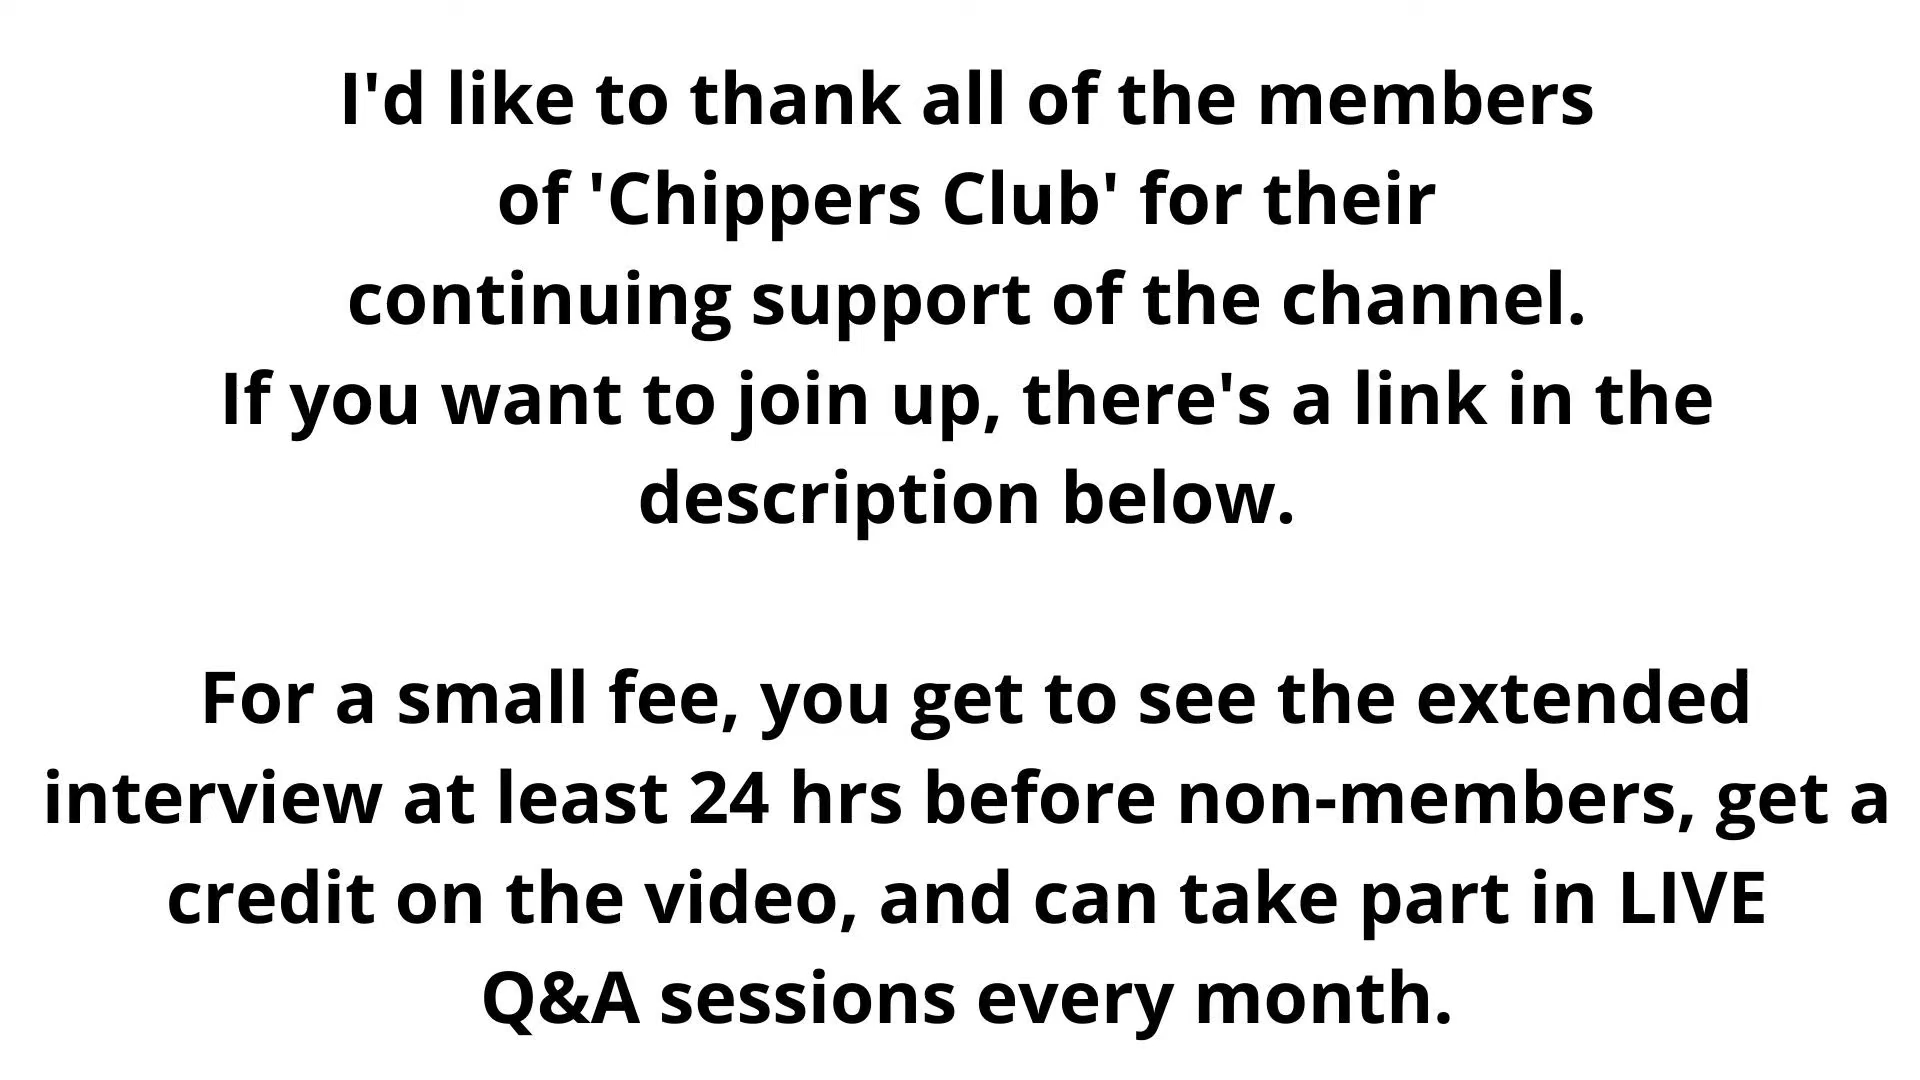 I'd like to thank all of the members
of 'Chippers Club' for their
continuing support of the channel.
If you want to join up, there's a link in the
description below.
For a small fee, you get to see the extended
interview at least 24 hrs before non-members, get a
credit on the video, and can take part in LIVE
Q&A sessions every month.